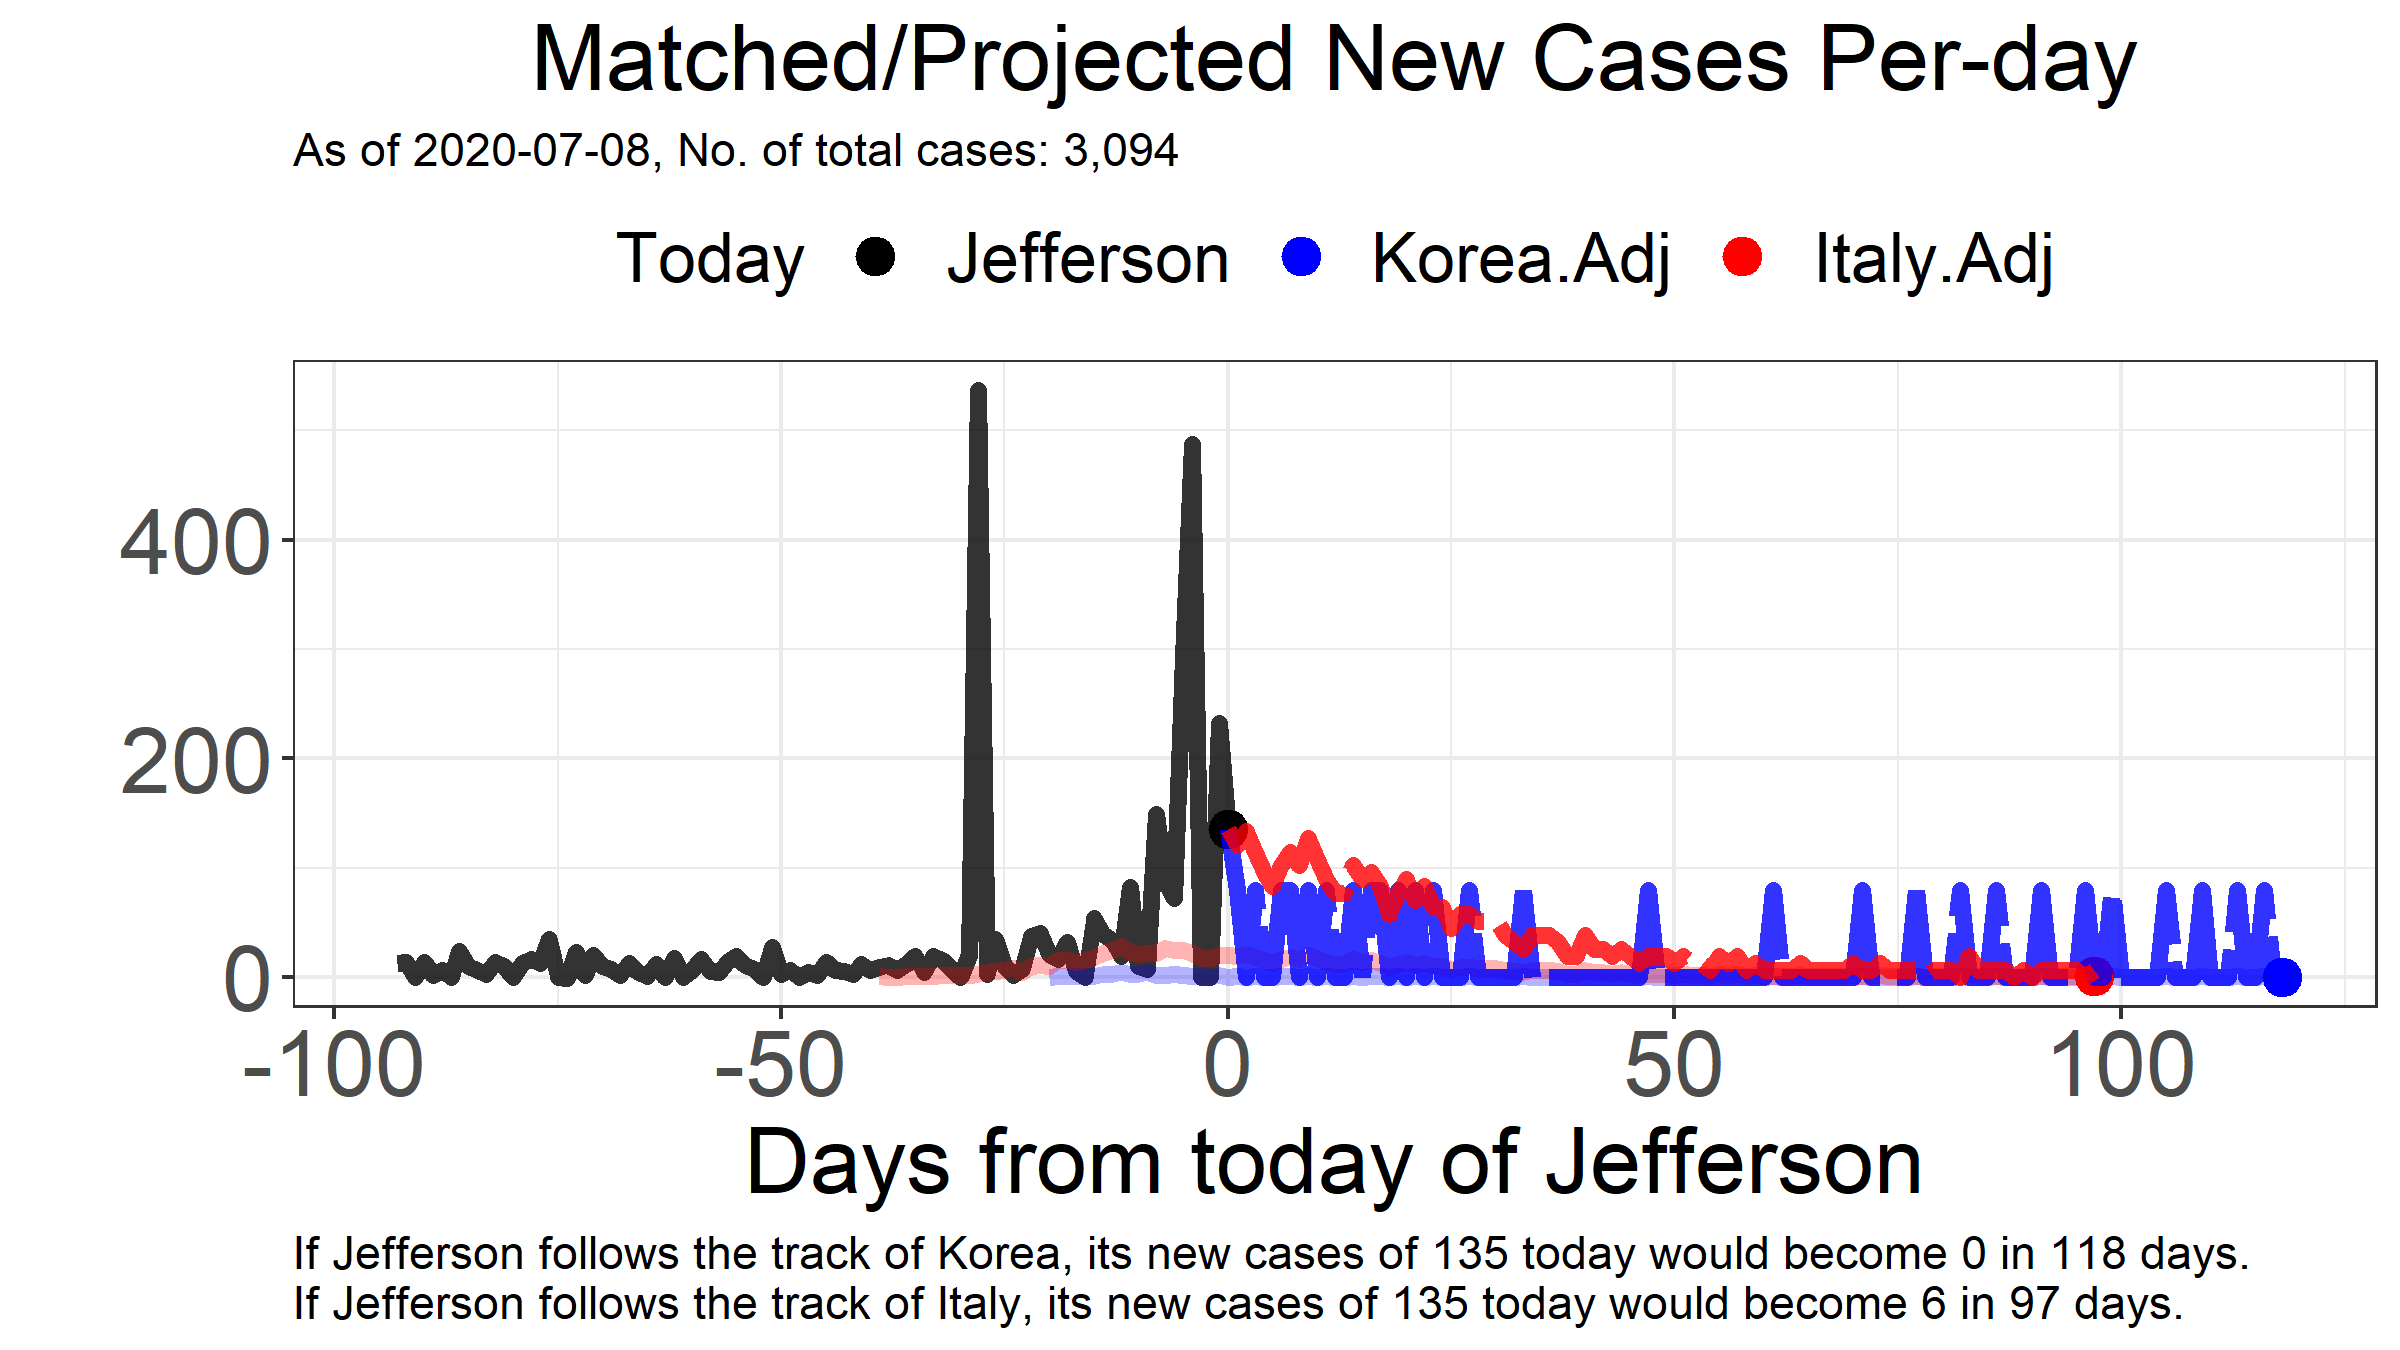 Matched/Projected New Cases Per-day
As of 2020-07-08, No. of total cases: 3,094
Today Jefferson Korea.Adj Italy.Adj
400
200
0
-100 -50 0 50 100
Days from today of Jefferson
If Jefferson follows the track of Korea, its new cases of 135 today would become 0 in 118 days.
If Jefferson follows the track of Italy, its new cases of 135 today would become 6 in 97 days.